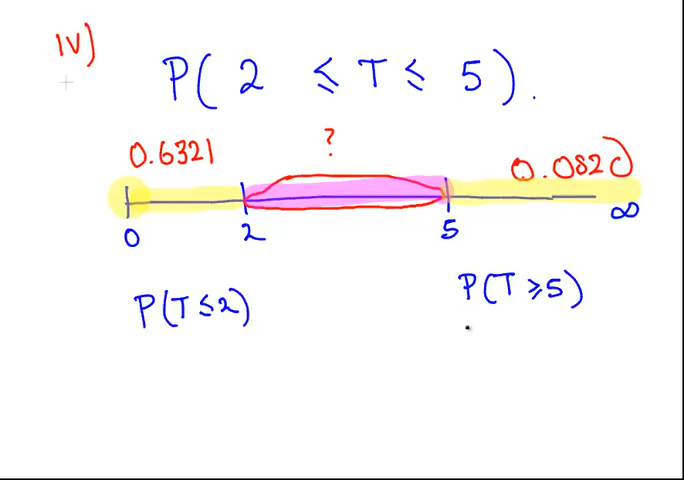 IV)
P( 2 ≤ T ≤ 5 ).
0.6321 ? 0.0820
0 2 5 ∞
P(T ≤ 2) P(T ≥ 5)